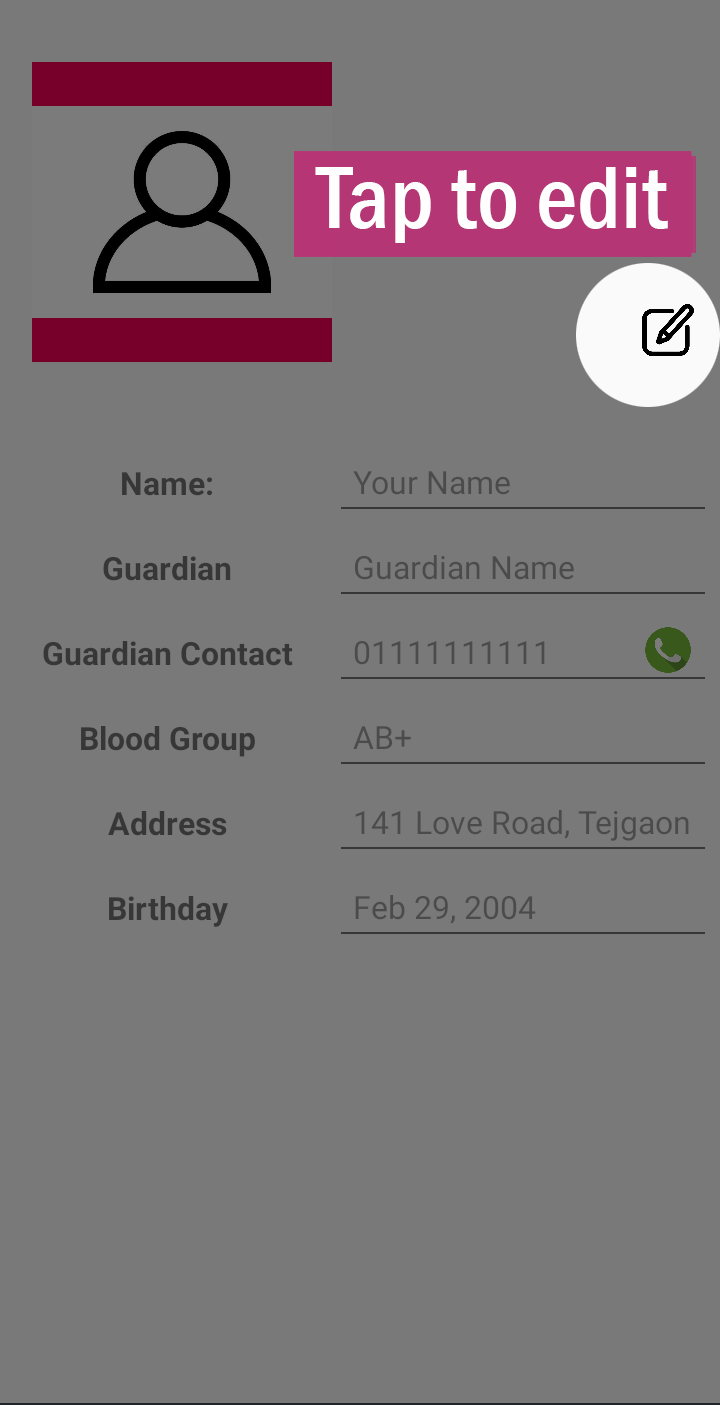 Tap to edit
Name: Your Name
Guardian Guardian Name
Guardian Contact 01111111111
Blood Group AB+
Address 141 Love Road, Tejgaon
Birthday Feb 29, 2004